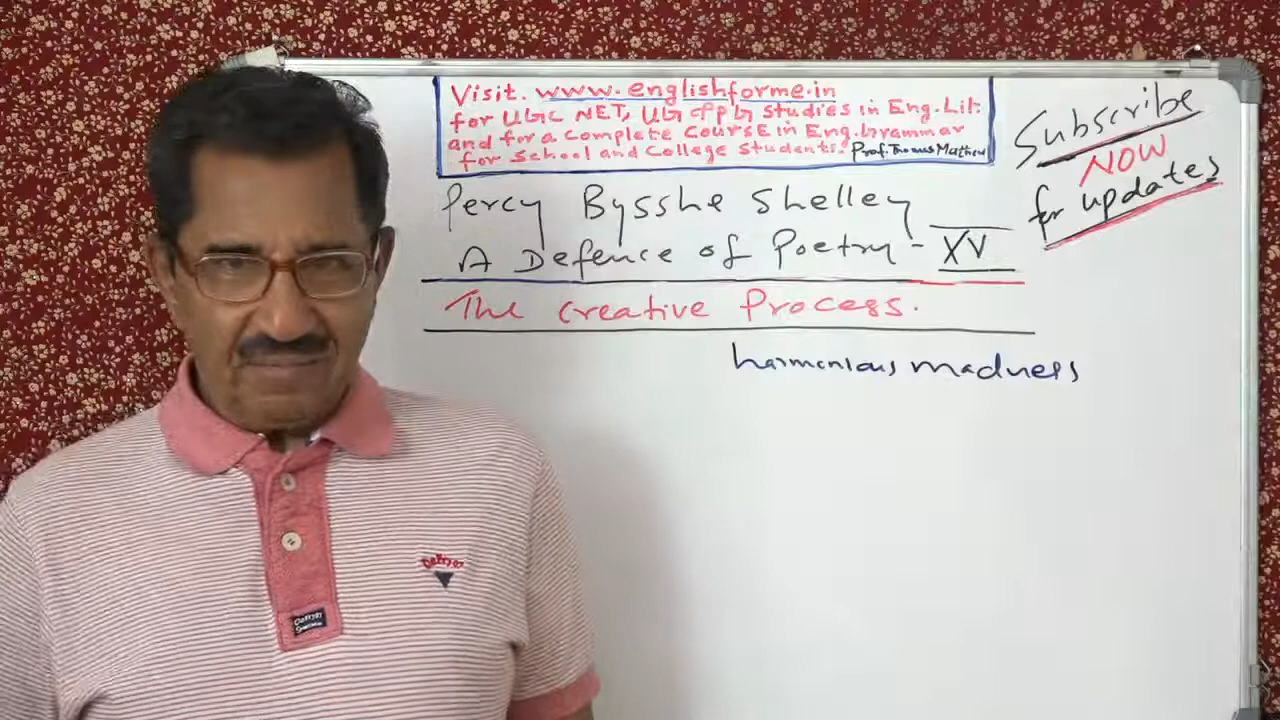 Visit. www.englishforme.in
for UGC NET, UG & PG Studies in Eng. Lit.
and for a Complete Course in Eng. Grammar
for School and College Students. Prof. Thomas Mathew
Percy Bysshe Shelley
A Defence of Poetry - XV
The Creative Process.
harmonious madness
Subscribe
NOW
for updates